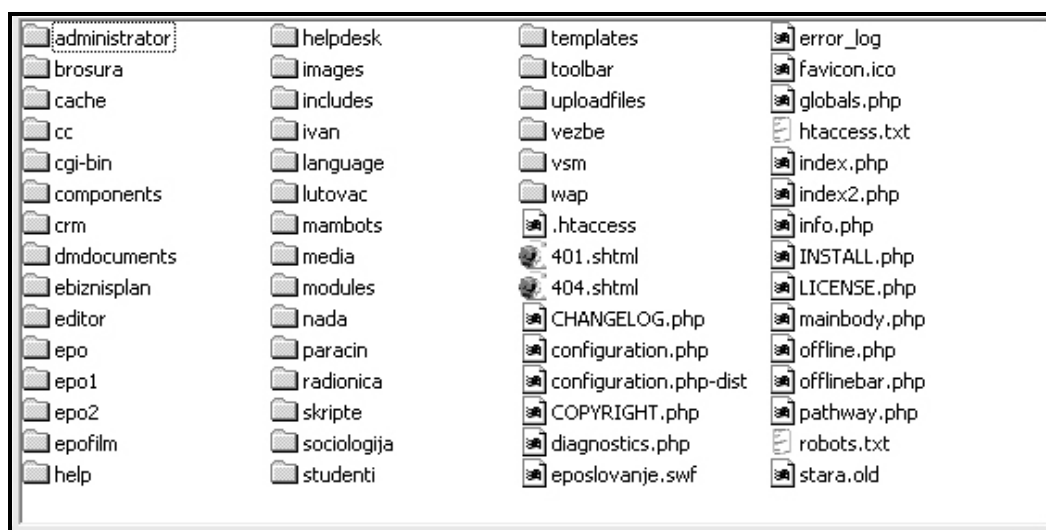 administrator
brosura
cache
cc
cgi-bin
components
crm
dmdocuments
ebiznisplan
editor
epo
epo1
epo2
epofilm
help
helpdesk
images
includes
ivan
language
lutovac
mambots
media
modules
nada
paracin
radionica
skripte
sociologija
studenti
templates
toolbar
uploadfiles
vezbe
vsm
wap
.htaccess
401.shtml
404.shtml
CHANGELOG.php
configuration.php
configuration.php-dist
COPYRIGHT.php
diagnostics.php
eposlovanje.swf
error_log
favicon.ico
globals.php
htaccess.txt
index.php
index2.php
info.php
INSTALL.php
LICENSE.php
mainbody.php
offline.php
offlinebar.php
pathway.php
robots.txt
stara.old